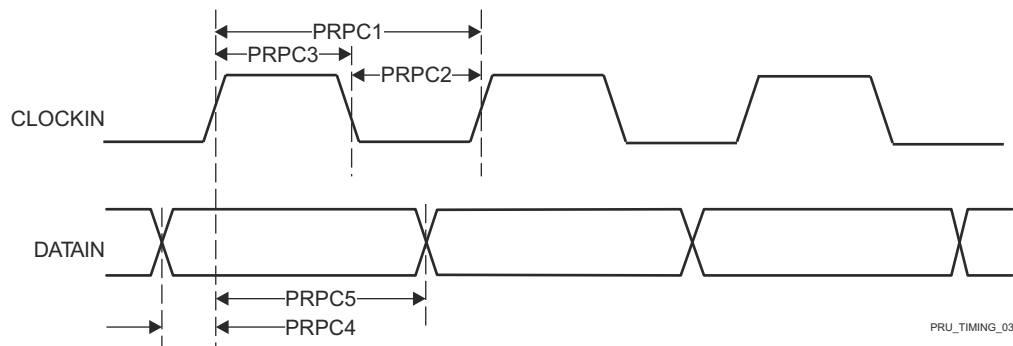 PRPC1
PRPC3
PRPC2
CLOCKIN
DATAIN
PRPC5
PRPC4
PRU_TIMING_03